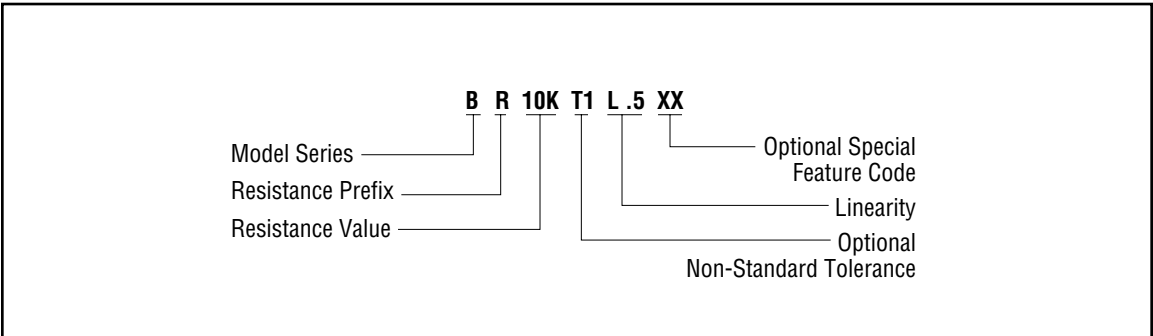 B R 10K T1 L .5 XX
Model Series
Resistance Prefix
Resistance Value
Optional Special
Feature Code
Linearity
Optional
Non-Standard Tolerance